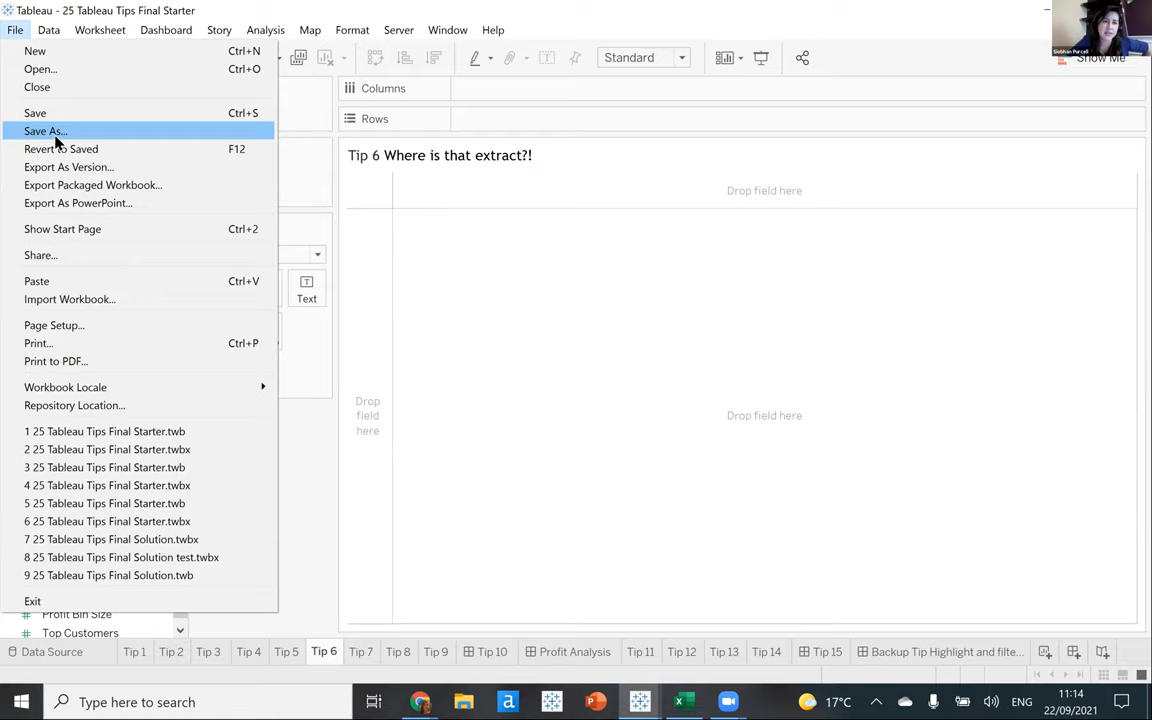 Tableau - 25 Tableau Tips Final Starter
File Data Worksheet Dashboard Story Analysis Map Format Server Window Help
Siobhan Purcell
New Ctrl+N
Open... Ctrl+O
Close
Save Ctrl+S
Save As...
Revert to Saved F12
Export As Version...
Export Packaged Workbook...
Export As PowerPoint...
Show Start Page Ctrl+2
Share...
Paste Ctrl+V
Import Workbook...
Page Setup...
Print... Ctrl+P
Print to PDF...
Workbook Locale
Repository Location...
1 25 Tableau Tips Final Starter.twb
2 25 Tableau Tips Final Starter.twbx
3 25 Tableau Tips Final Starter.twb
4 25 Tableau Tips Final Starter.twbx
5 25 Tableau Tips Final Starter.twb
6 25 Tableau Tips Final Starter.twbx
7 25 Tableau Tips Final Solution.twbx
8 25 Tableau Tips Final Solution test.twbx
9 25 Tableau Tips Final Solution.twb
Exit
Profit Bin Size
Top Customers
Standard
Show Me
Columns
Rows
Text
Tip 6 Where is that extract?!
Drop field here
Drop
field
here
Drop field here
Data Source Tip 1 Tip 2 Tip 3 Tip 4 Tip 5 Tip 6 Tip 7 Tip 8 Tip 9 Tip 10 Profit Analysis Tip 11 Tip 12 Tip 13 Tip 14 Tip 15 Backup Tip Highlight and filte...
Type here to search
17°C
ENG
11:14
22/09/2021